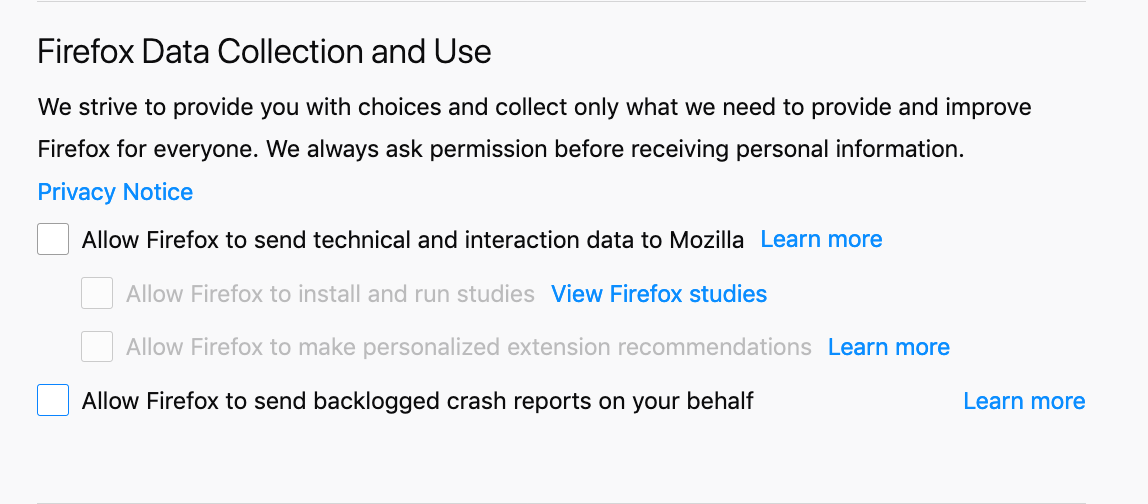 Firefox Data Collection and Use
We strive to provide you with choices and collect only what we need to provide and improve
Firefox for everyone. We always ask permission before receiving personal information.
Privacy Notice
Allow Firefox to send technical and interaction data to Mozilla Learn more
Allow Firefox to install and run studies View Firefox studies
Allow Firefox to make personalized extension recommendations Learn more
Allow Firefox to send backlogged crash reports on your behalf Learn more